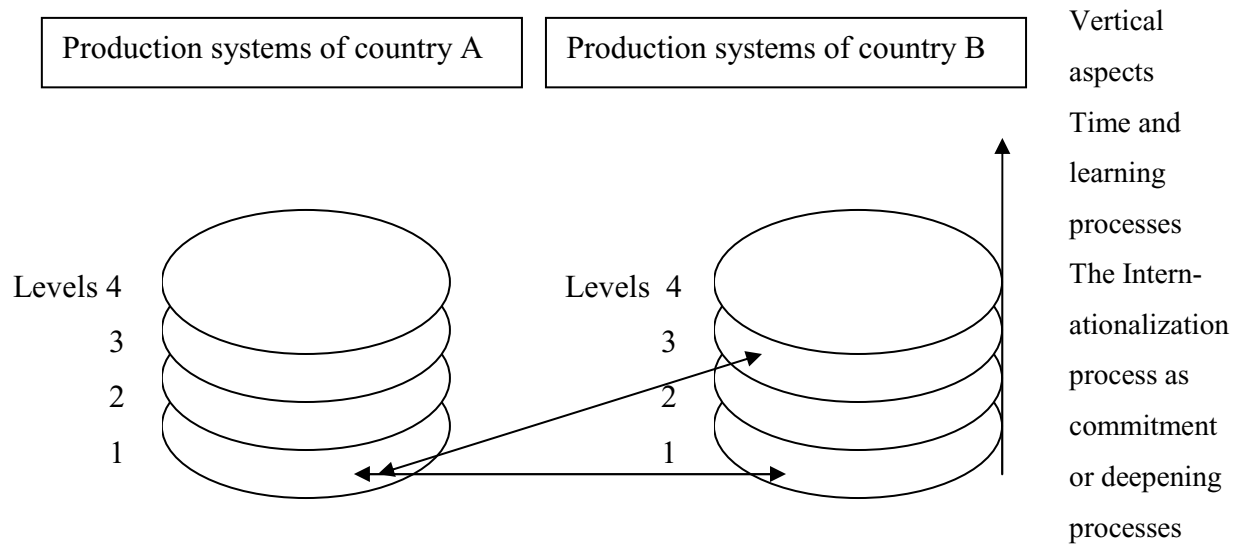 Production systems of country A
Production systems of country B
Levels 4
3
2
1
Levels 4
3
2
1
Vertical
aspects
Time and
learning
processes
The Intern-
ationalization
process as
commitment
or deepening
processes